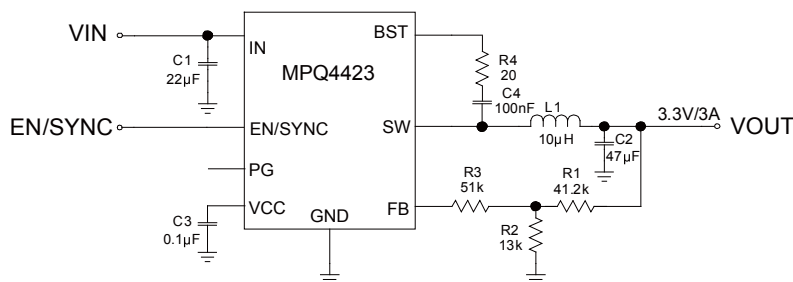 VIN
C1
22µF
IN
BST
MPQ4423
R4
20
C4
100nF
L1
10µH
3.3V/3A
VOUT
EN/SYNC
EN/SYNC
SW
C2
47µF
PG
VCC
C3
0.1µF
GND
FB
R3
51k
R1
41.2k
R2
13k